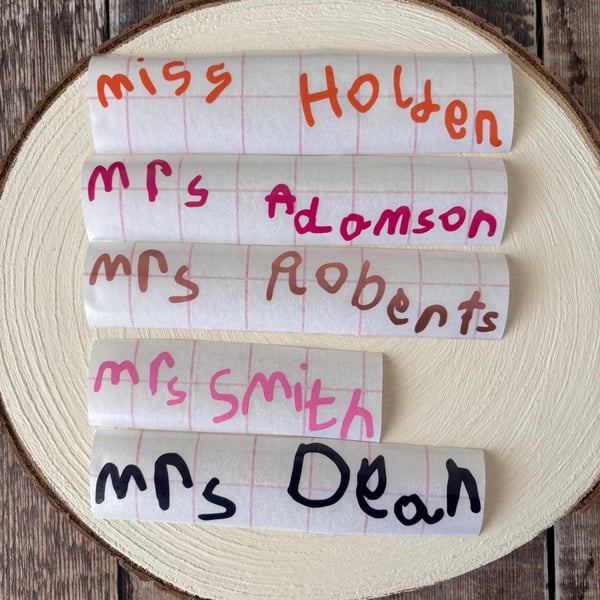 miss Holden
mrs Adamson
mrs Roberts
mrs Smith
mrs Dean